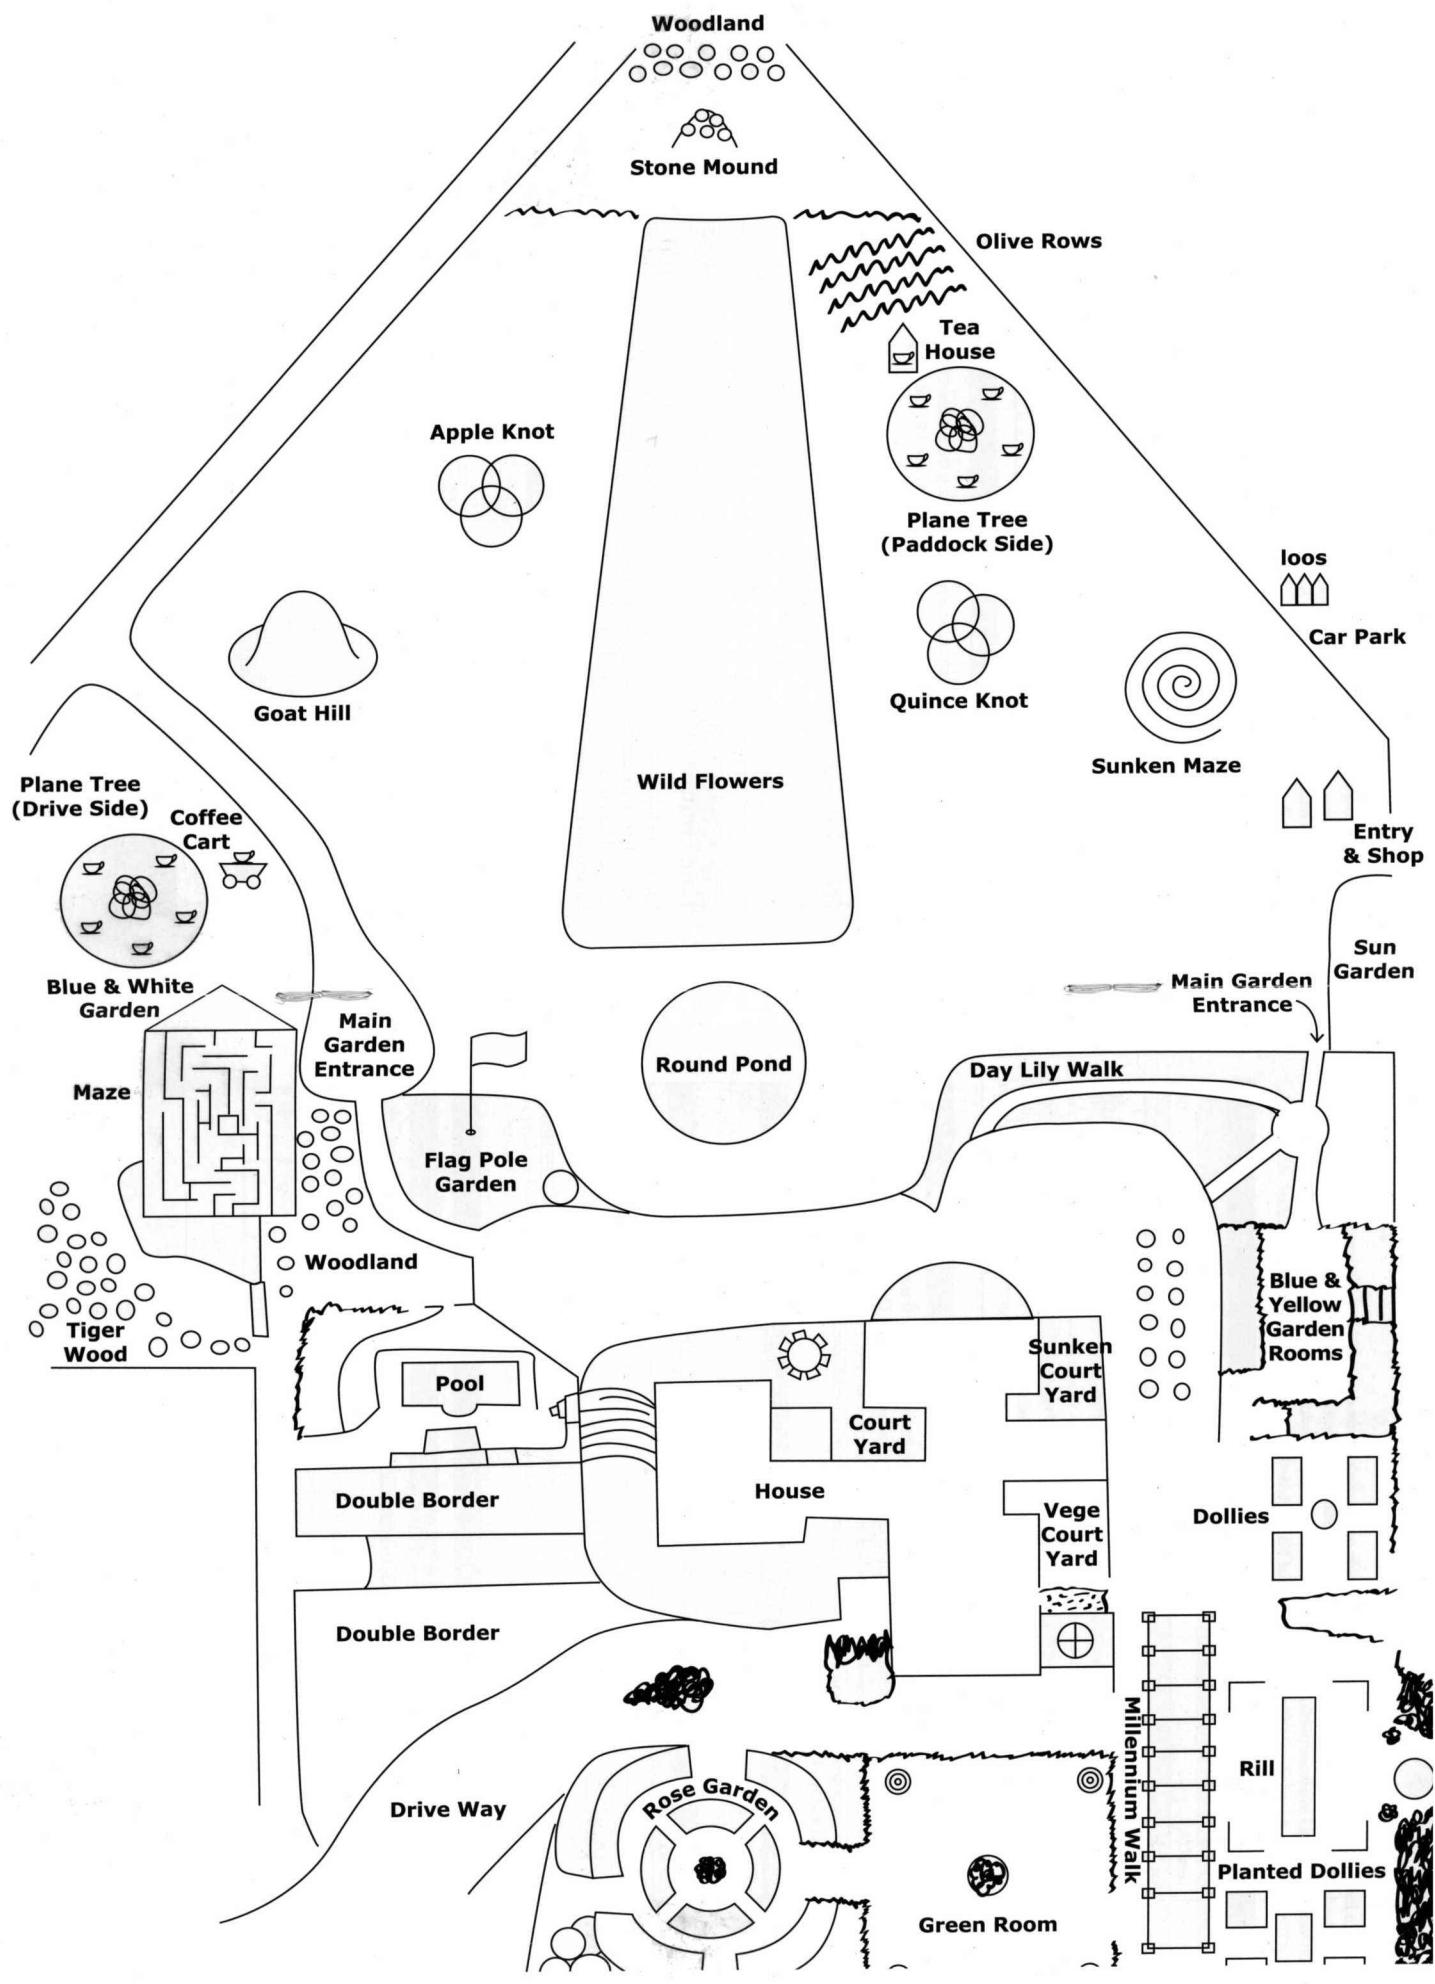 Woodland
Stone Mound
Olive Rows
Tea
House
Apple Knot
Plane Tree
(Paddock Side)
loos
Car Park
Quince Knot
Goat Hill
Sunken Maze
Wild Flowers
Plane Tree
(Drive Side)
Coffee
Cart
Entry
& Shop
Sun
Garden
Blue & White
Garden
Main Garden
Entrance
Main
Garden
Entrance
Round Pond
Day Lily Walk
Maze
Flag Pole
Garden
Woodland
Blue &
Yellow
Garden
Rooms
Tiger
Wood
Sunken
Court
Yard
Pool
Court
Yard
House
Double Border
Vege
Court
Yard
Dollies
Double Border
Millennium Walk
Rill
Rose Garden
Drive Way
Planted Dollies
Green Room